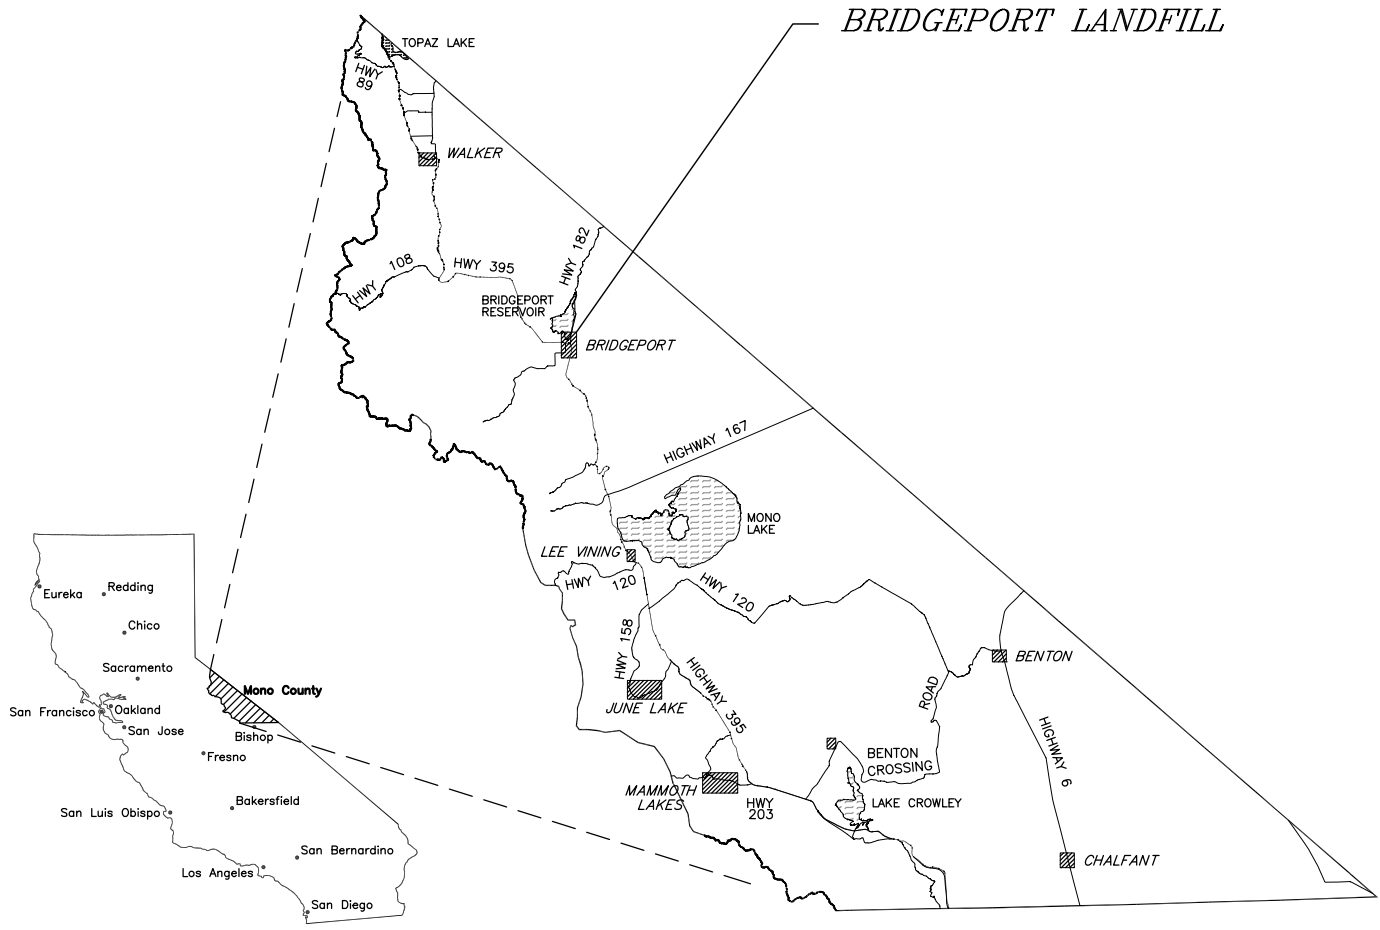 BRIDGEPORT LANDFILL
TOPAZ LAKE
HWY
89
WALKER
HWY 182
HWY 108
HWY 395
BRIDGEPORT
RESERVOIR
BRIDGEPORT
HIGHWAY 167
MONO
LAKE
LEE VINING
HWY 120
HWY 120
HWY 158
BENTON
JUNE LAKE
HIGHWAY 395
ROAD
HIGHWAY 6
BENTON
CROSSING
MAMMOTH
LAKES
HWY
203
LAKE CROWLEY
CHALFANT
Eureka
Redding
Chico
Sacramento
Mono County
San Francisco
Oakland
San Jose
Bishop
Fresno
Bakersfield
San Luis Obispo
San Bernardino
Los Angeles
San Diego